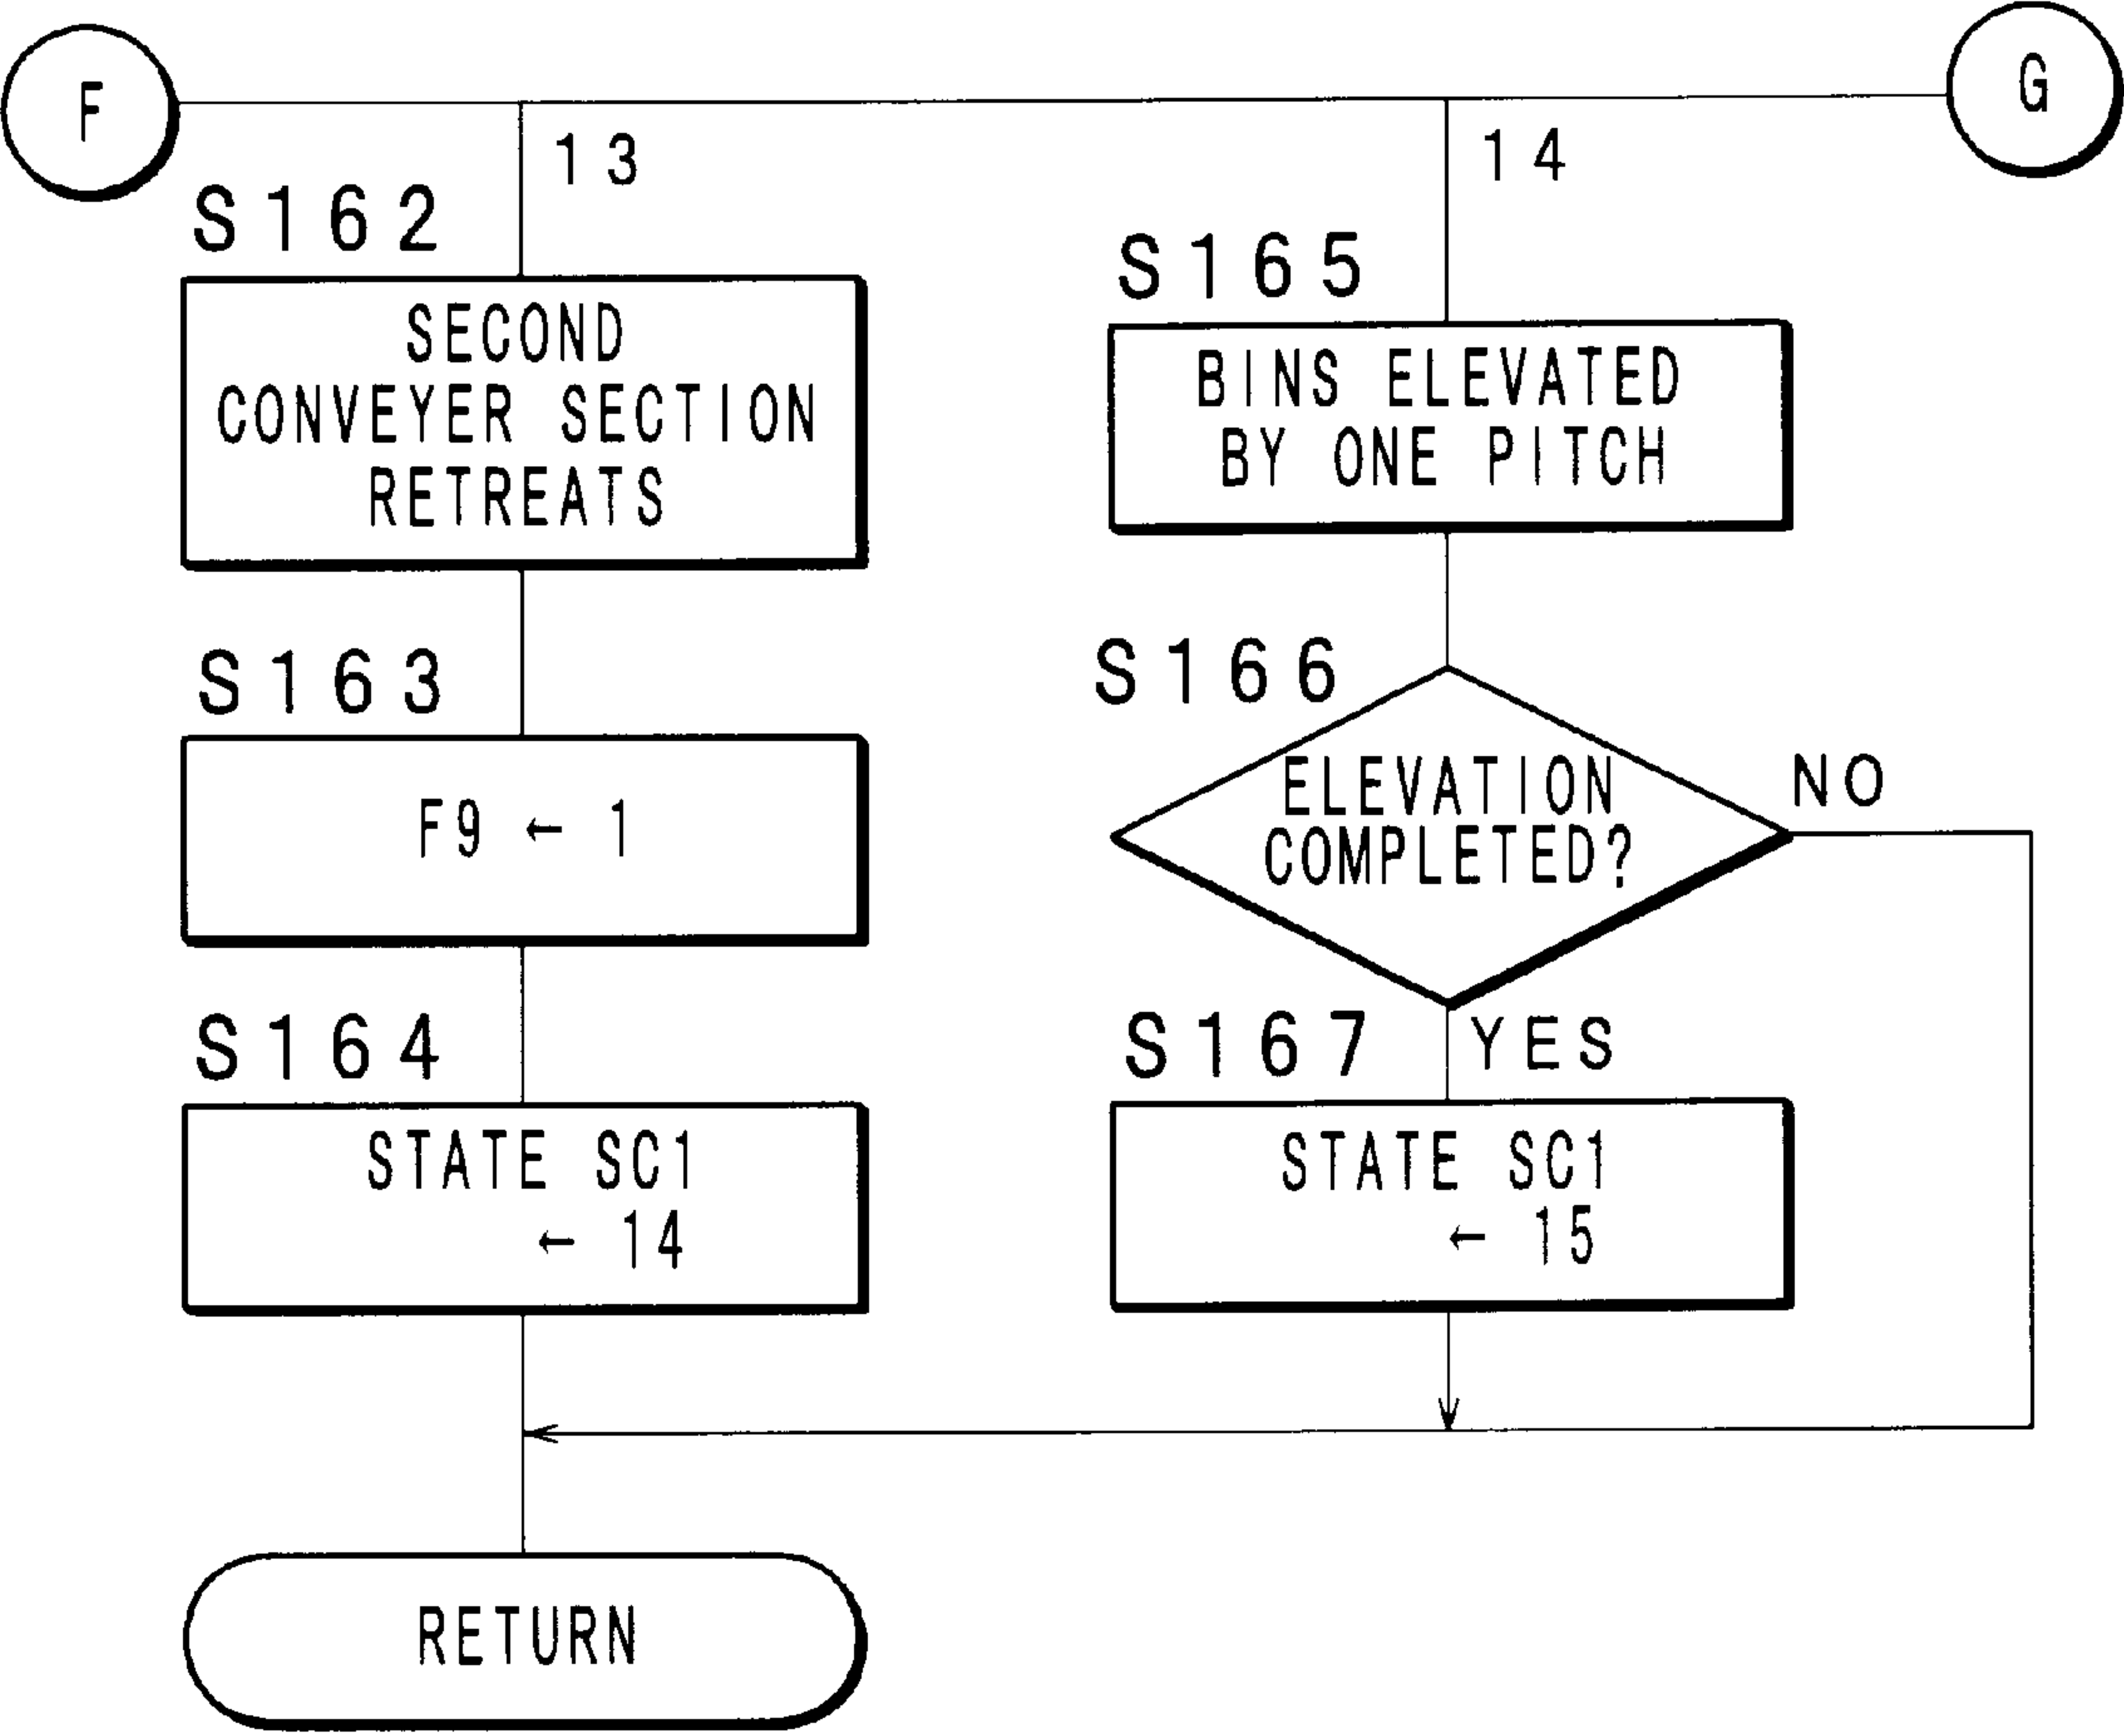 F
G
13
14
S162
SECOND
CONVEYER SECTION
RETREATS
S163
F9 ← 1
S164
STATE SC1
← 14
S165
BINS ELEVATED
BY ONE PITCH
S166
ELEVATION
COMPLETED?
NO
YES
S167
STATE SC1
← 15
RETURN